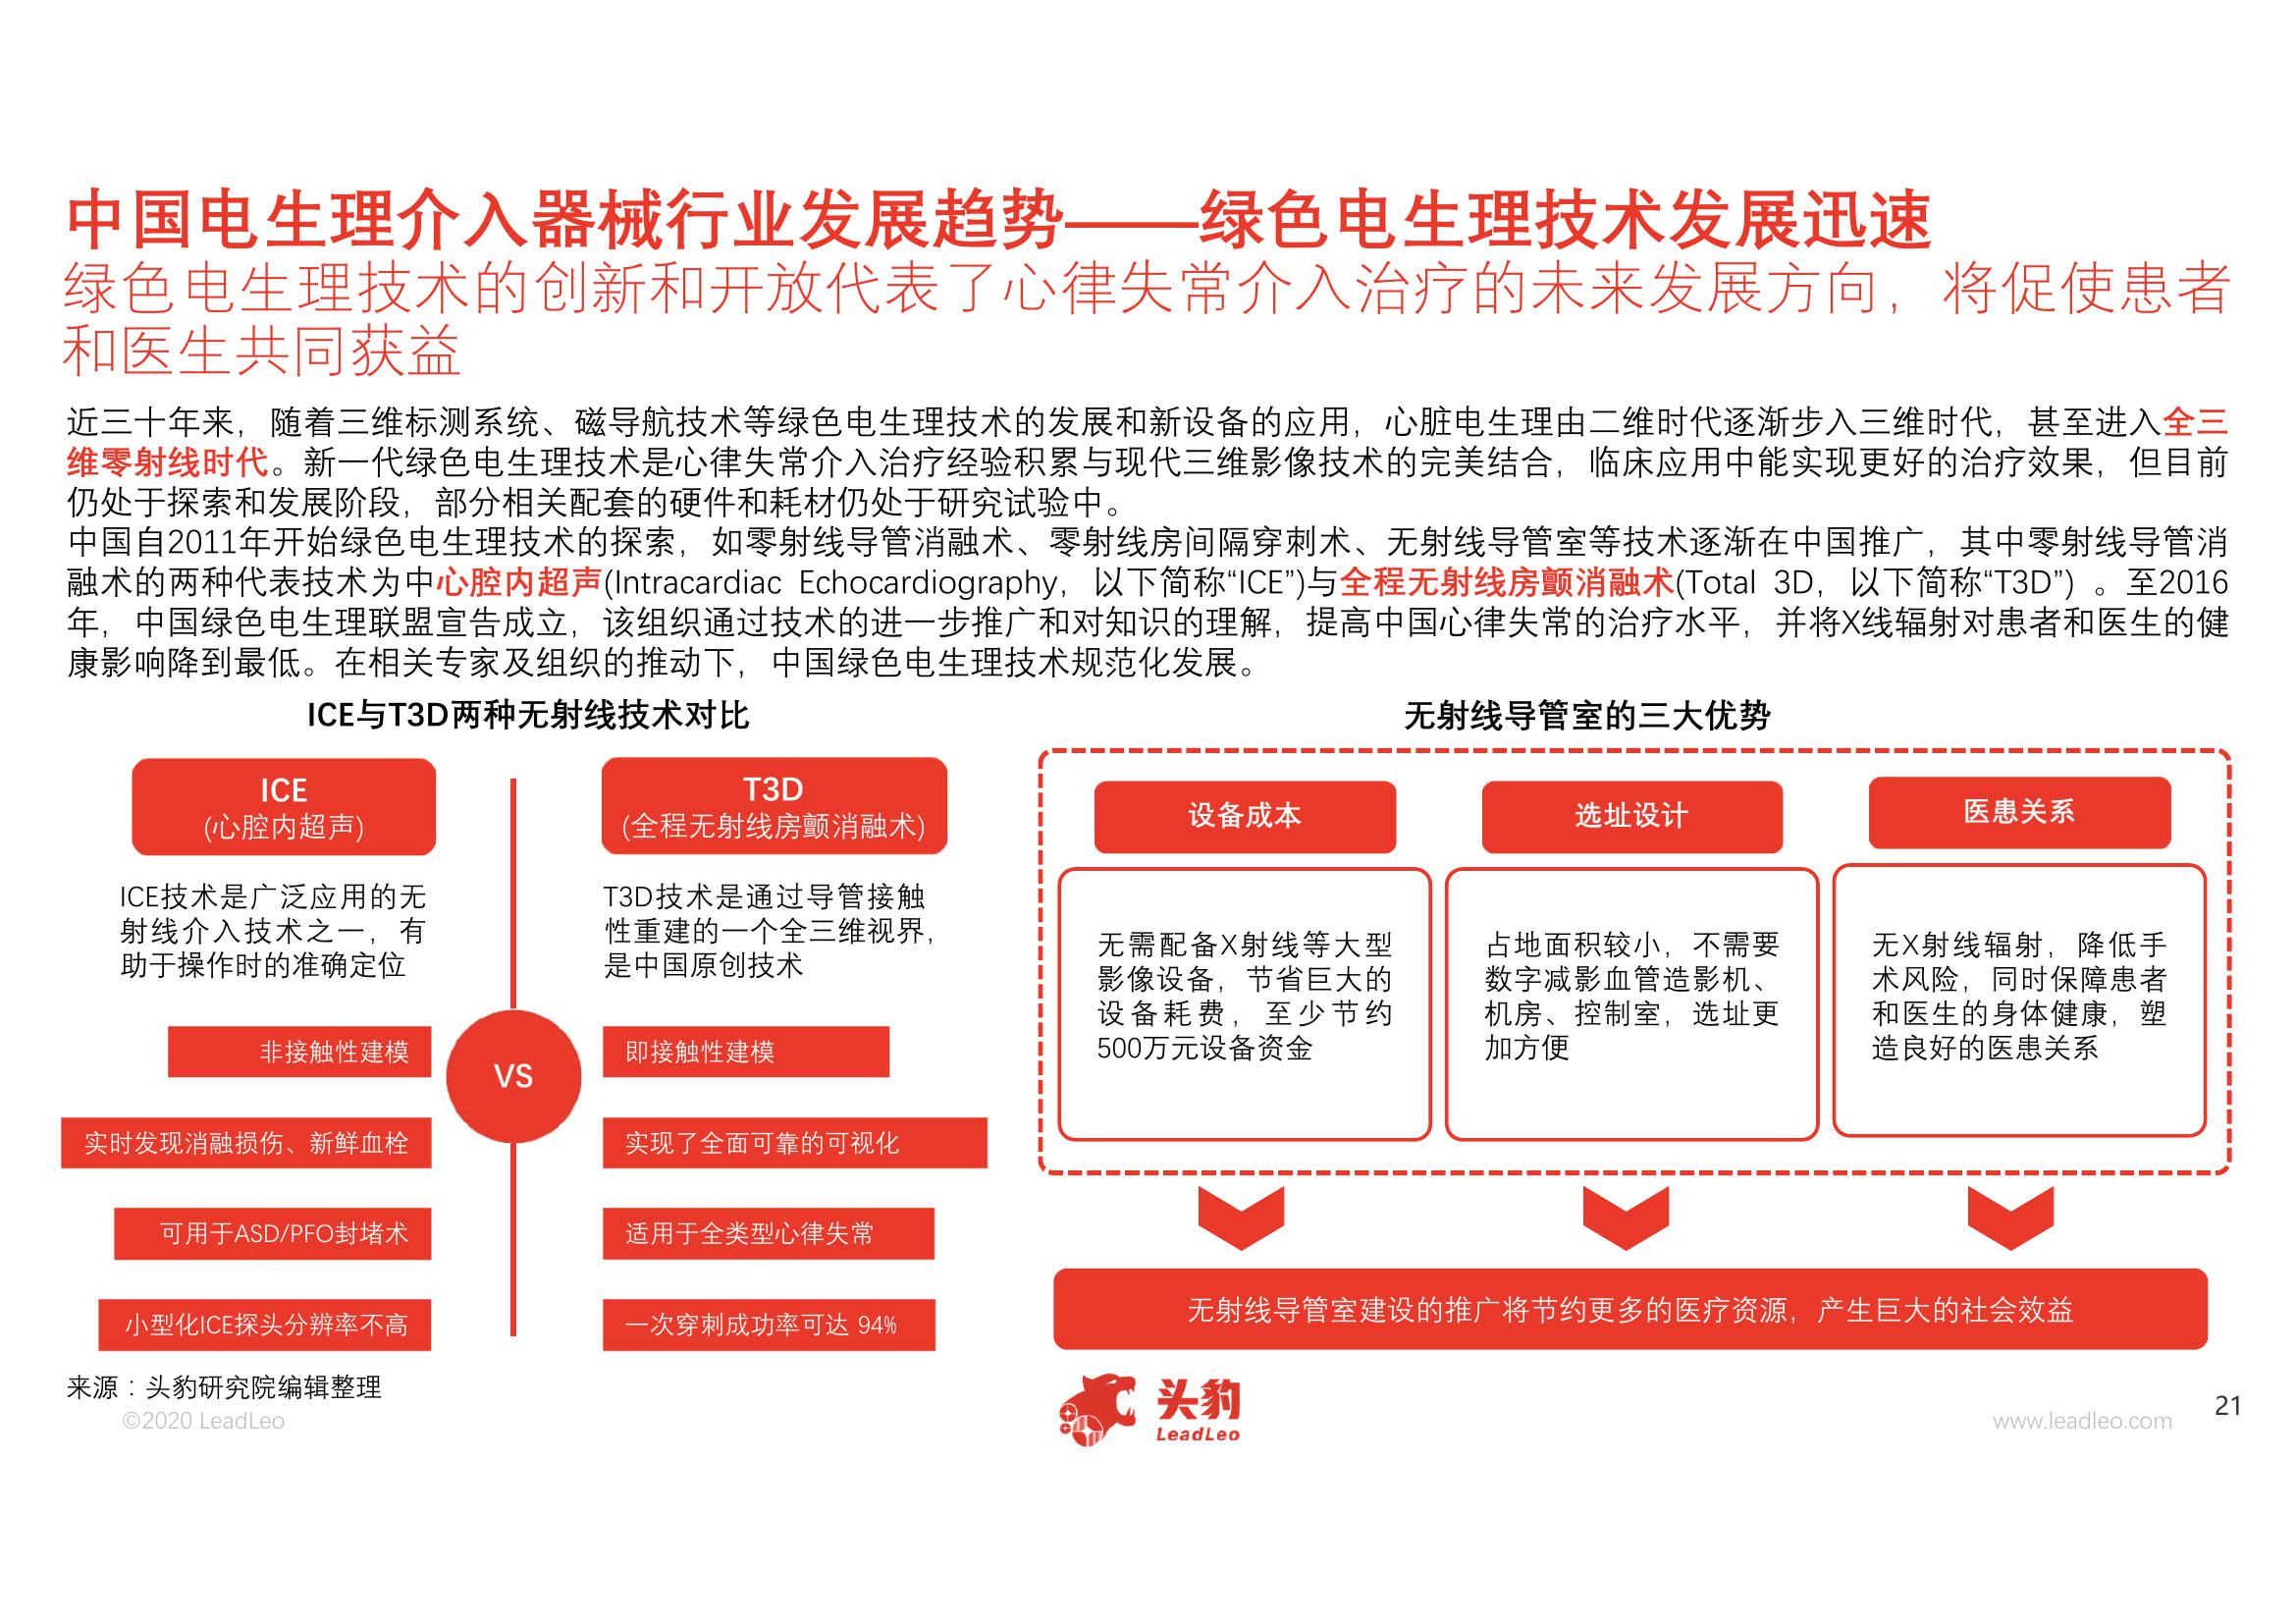 中国电生理介入器械行业发展趋势——绿色电生理技术发展迅速
绿色电生理技术的创新和开放代表了心律失常介入治疗的未来发展方向，将促使患者
和医生共同获益
近三十年来，随着三维标测系统、磁导航技术等绿色电生理技术的发展和新设备的应用，心脏电生理由二维时代逐渐步入三维时代，甚至进入全三
维零射线时代。新一代绿色电生理技术是心律失常介入治疗经验积累与现代三维影像技术的完美结合，临床应用中能实现更好的治疗效果，但目前
仍处于探索和发展阶段，部分相关配套的硬件和耗材仍处于研究试验中。
中国自2011年开始绿色电生理技术的探索，如零射线导管消融术、零射线房间隔穿刺术、无射线导管室等技术逐渐在中国推广，其中零射线导管消
融术的两种代表技术为中心腔内超声(Intracardiac Echocardiography，以下简称“ICE”)与全程无射线房颤消融术(Total 3D，以下简称“T3D”) 。至2016
年，中国绿色电生理联盟宣告成立，该组织通过技术的进一步推广和对知识的理解，提高中国心律失常的治疗水平，并将X线辐射对患者和医生的健
康影响降到最低。在相关专家及组织的推动下，中国绿色电生理技术规范化发展。
ICE与T3D两种无射线技术对比
ICE
(心腔内超声)
T3D
(全程无射线房颤消融术)
ICE技术是广泛应用的无
射线介入技术之一，有
助于操作时的准确定位
T3D技术是通过导管接触
性重建的一个全三维视界，
是中国原创技术
VS
非接触性建模
即接触性建模
实时发现消融损伤、新鲜血栓
实现了全面可靠的可视化
可用于ASD/PFO封堵术
适用于全类型心律失常
小型化ICE探头分辨率不高
一次穿刺成功率可达 94%
无射线导管室的三大优势
设备成本
无需配备X射线等大型
影像设备，节省巨大的
设备耗费，至少节约
500万元设备资金
选址设计
占地面积较小，不需要
数字减影血管造影机、
机房、控制室，选址更
加方便
医患关系
无X射线辐射，降低手
术风险，同时保障患者
和医生的身体健康，塑
造良好的医患关系
无射线导管室建设的推广将节约更多的医疗资源，产生巨大的社会效益
来源：头豹研究院编辑整理
©2020 LeadLeo
头豹
LeadLeo
www.leadleo.com
21